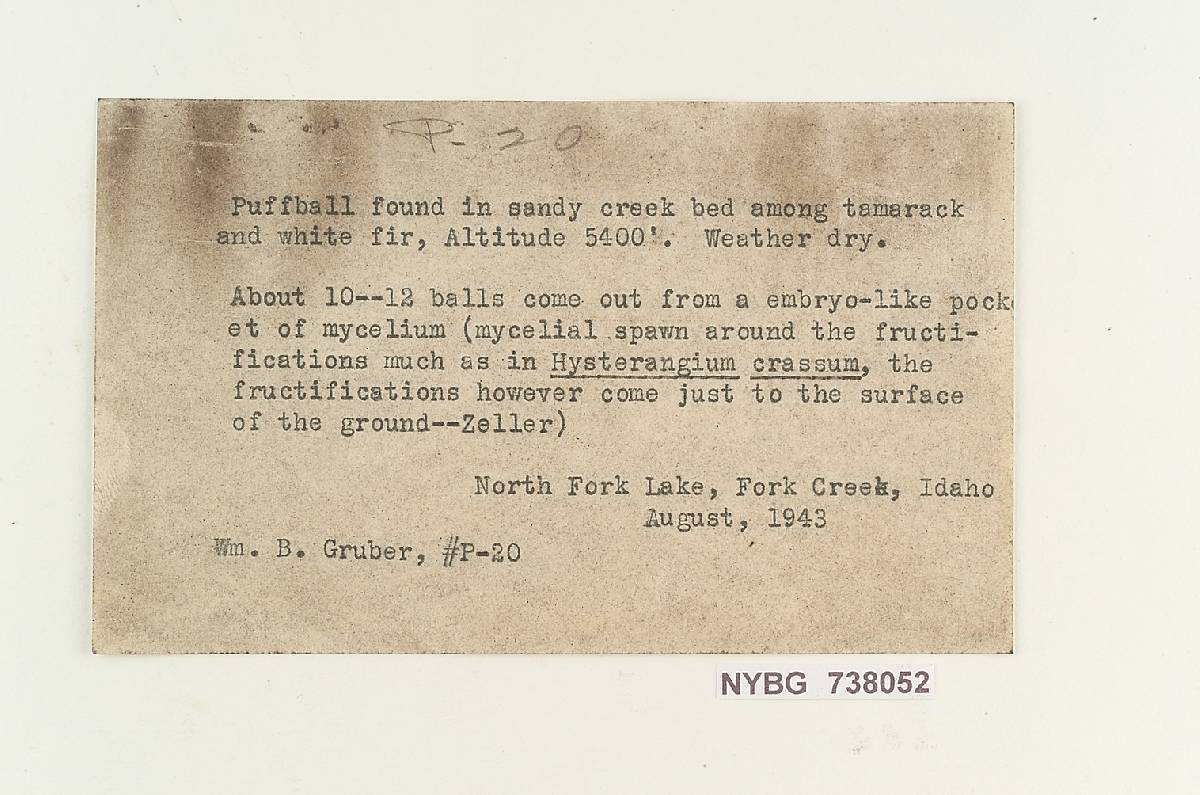 P-20
Puffball found in sandy creek bed among tamarack
and white fir, Altitude 5400'. Weather dry.
About 10--12 balls come out from a embryo-like pock
et of mycelium (mycelial spawn around the fructi-
fications much as in Hysterangium crassum, the
fructifications however come just to the surface
of the ground--Zeller)
North Fork Lake, Fork Creek, Idaho
August, 1943
Wm. B. Gruber, #P-20
NYBG 738052